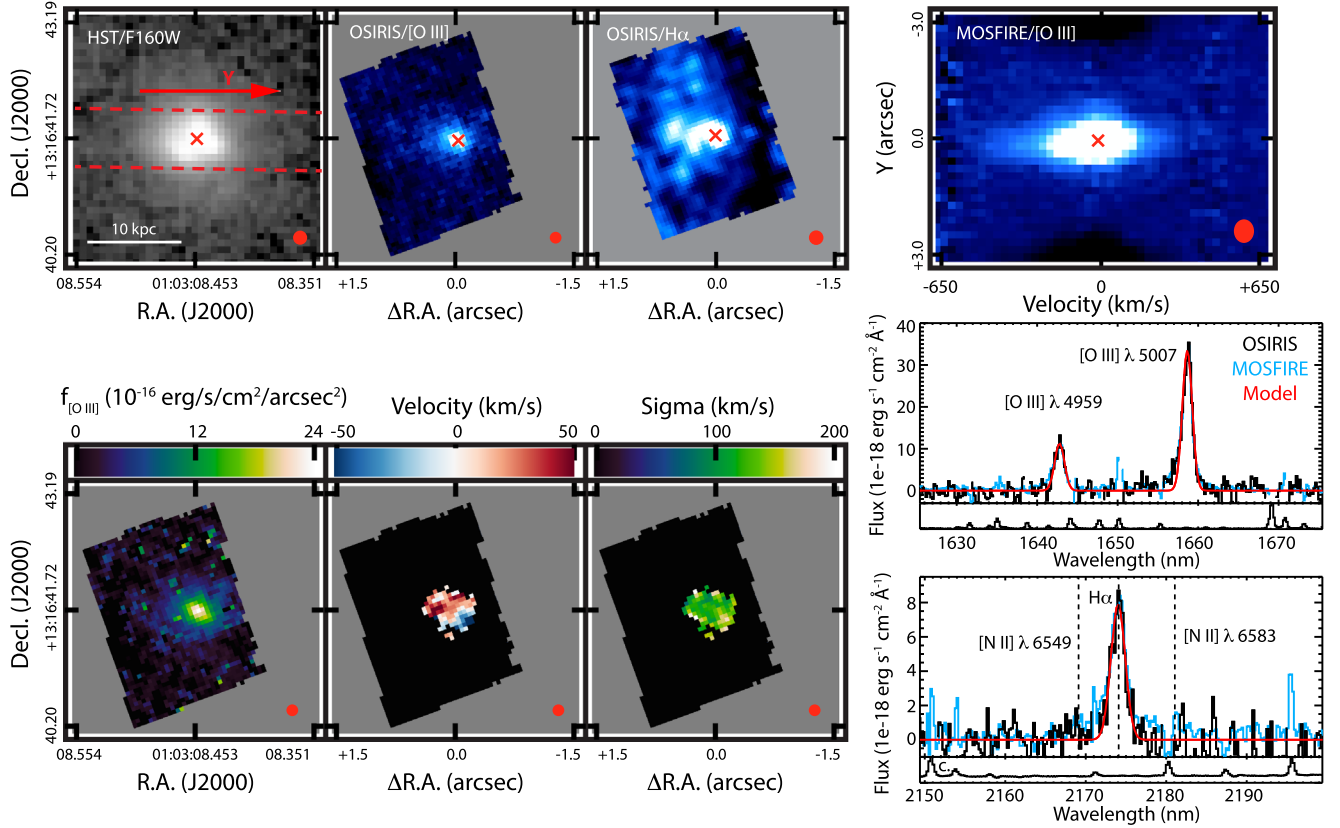 HST/F160W
Y
10 kpc
Decl. (J2000)
43.19
+13:16:41.72
40.20
08.554
01:03:08.453
08.351
R.A. (J2000)
OSIRIS/[O III]
+1.5
0.0
-1.5
ΔR.A. (arcsec)
OSIRIS/Hα
+1.5
0.0
-1.5
ΔR.A. (arcsec)
MOSFIRE/[O III]
Y (arcsec)
-3.0
0.0
+3.0
-650
0
+650
Velocity (km/s)
f[O III] (10-16 erg/s/cm2/arcsec2)
0
12
24
Velocity (km/s)
-50
0
50
Sigma (km/s)
0
100
200
Decl. (J2000)
43.19
+13:16:41.72
40.20
08.554
01:03:08.453
08.351
R.A. (J2000)
+1.5
0.0
-1.5
ΔR.A. (arcsec)
+1.5
0.0
-1.5
ΔR.A. (arcsec)
Flux (1e-18 erg s-1 cm-2 Å-1)
40
30
20
10
0
[O III] λ 5007
[O III] λ 4959
OSIRIS
MOSFIRE
Model
1630
1640
1650
1660
1670
Wavelength (nm)
Flux (1e-18 erg s-1 cm-2 Å-1)
8
6
4
2
0
Hα
[N II] λ 6549
[N II] λ 6583
c.
2150
2160
2170
2180
2190
Wavelength (nm)